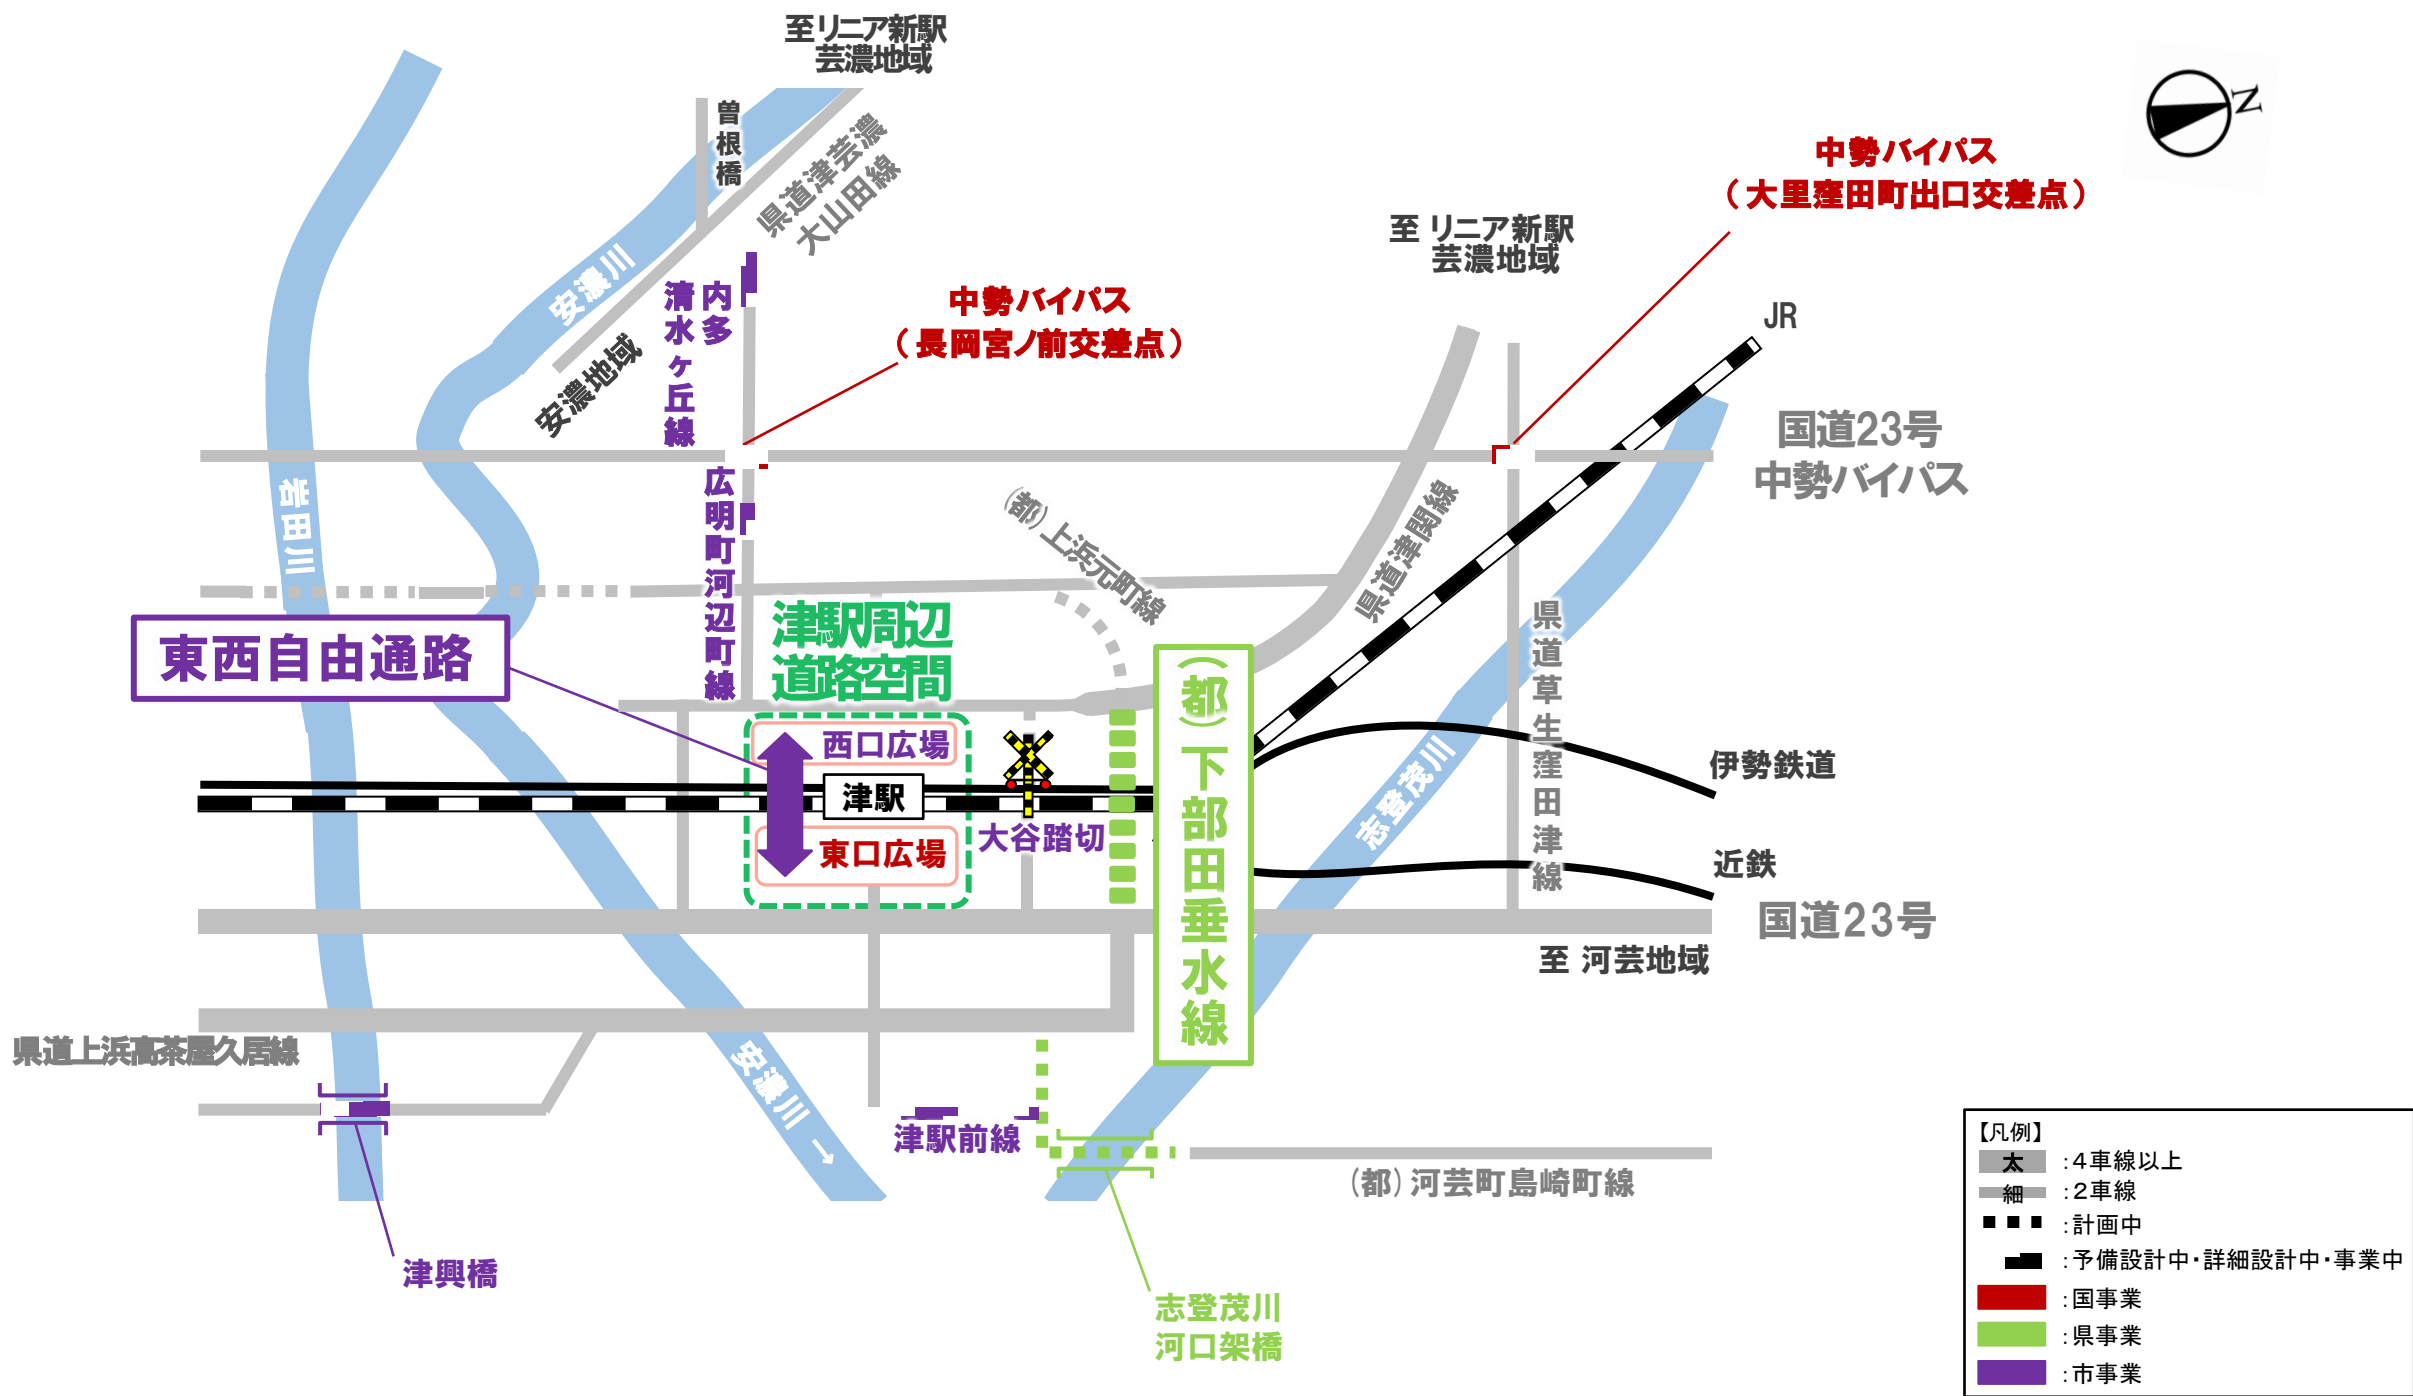 至リニア新駅
芸濃地域
曽根橋
県道津芸濃
大山田線
N
中勢バイパス
(大里窪田町出口交差点)
至 リニア新駅
芸濃地域
安濃川
内多
清水ヶ丘線
中勢バイパス
(長岡宮ノ前交差点)
JR
安濃地域
国道23号
中勢バイパス
岩田川
広明町河辺町線
(都)上浜元町線
県道津関線
津駅周辺
道路空間
東西自由通路
県道草生窪田津線
(都)下部田垂水線
西口広場
津駅
東口広場
大谷踏切
志登茂川
伊勢鉄道
近鉄
国道23号
至 河芸地域
県道上浜高茶屋久居線
安濃川→
津駅前線
(都)河芸町島崎町線
津興橋
志登茂川
河口架橋
【凡例】
太 :4車線以上
細 :2車線
:計画中
:予備設計中・詳細設計中・事業中
:国事業
:県事業
:市事業